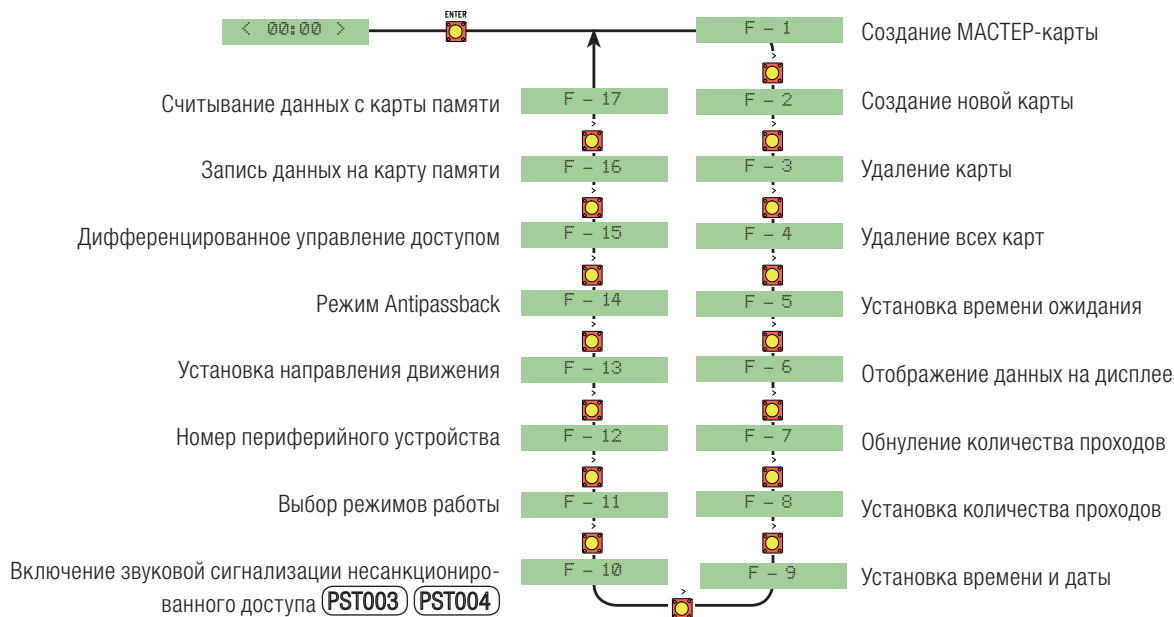 ENTER
< 00:00 >
F – 1 Создание МАСТЕР-карты
>
Считывание данных с карты памяти F – 17
F – 2 Создание новой карты
>
>
Запись данных на карту памяти F – 16
F – 3 Удаление карты
>
>
Дифференцированное управление доступом F – 15
F – 4 Удаление всех карт
>
>
Режим Antipassback F – 14
F – 5 Установка времени ожидания
>
>
Установка направления движения F – 13
F – 6 Отображение данных на дисплее
>
>
Номер периферийного устройства F – 12
F – 7 Обнуление количества проходов
>
>
Выбор режимов работы F – 11
F – 8 Установка количества проходов
>
>
Включение звуковой сигнализации несанкциониро-
ванного доступа PST003 PST004
F – 10
F – 9 Установка времени и даты
>